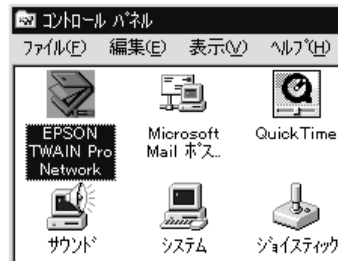 コントロール パネル
ファイル(F) 編集(E) 表示(V) ヘルプ(H)
EPSON
TWAIN Pro
Network
Microsoft
Mail ポス..
QuickTime
サウンド
システム
ジョイスティック